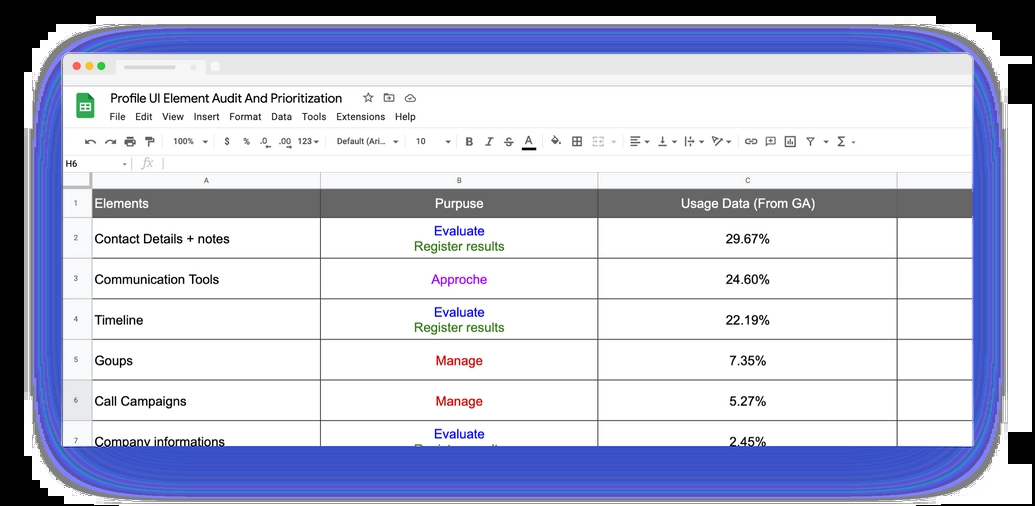 Profile UI Element Audit And Prioritization
File Edit View Insert Format Data Tools Extensions Help
100% $ % .0 .00 123 Default (Ari... 10 B I S A
H6 fx
A B C
1 Elements Purpuse Usage Data (From GA)
2 Contact Details + notes Evaluate 29.67%
Register results
3 Communication Tools Approche 24.60%
4 Timeline Evaluate 22.19%
Register results
5 Goups Manage 7.35%
6 Call Campaigns Manage 5.27%
7 Company informations Evaluate 2.45%